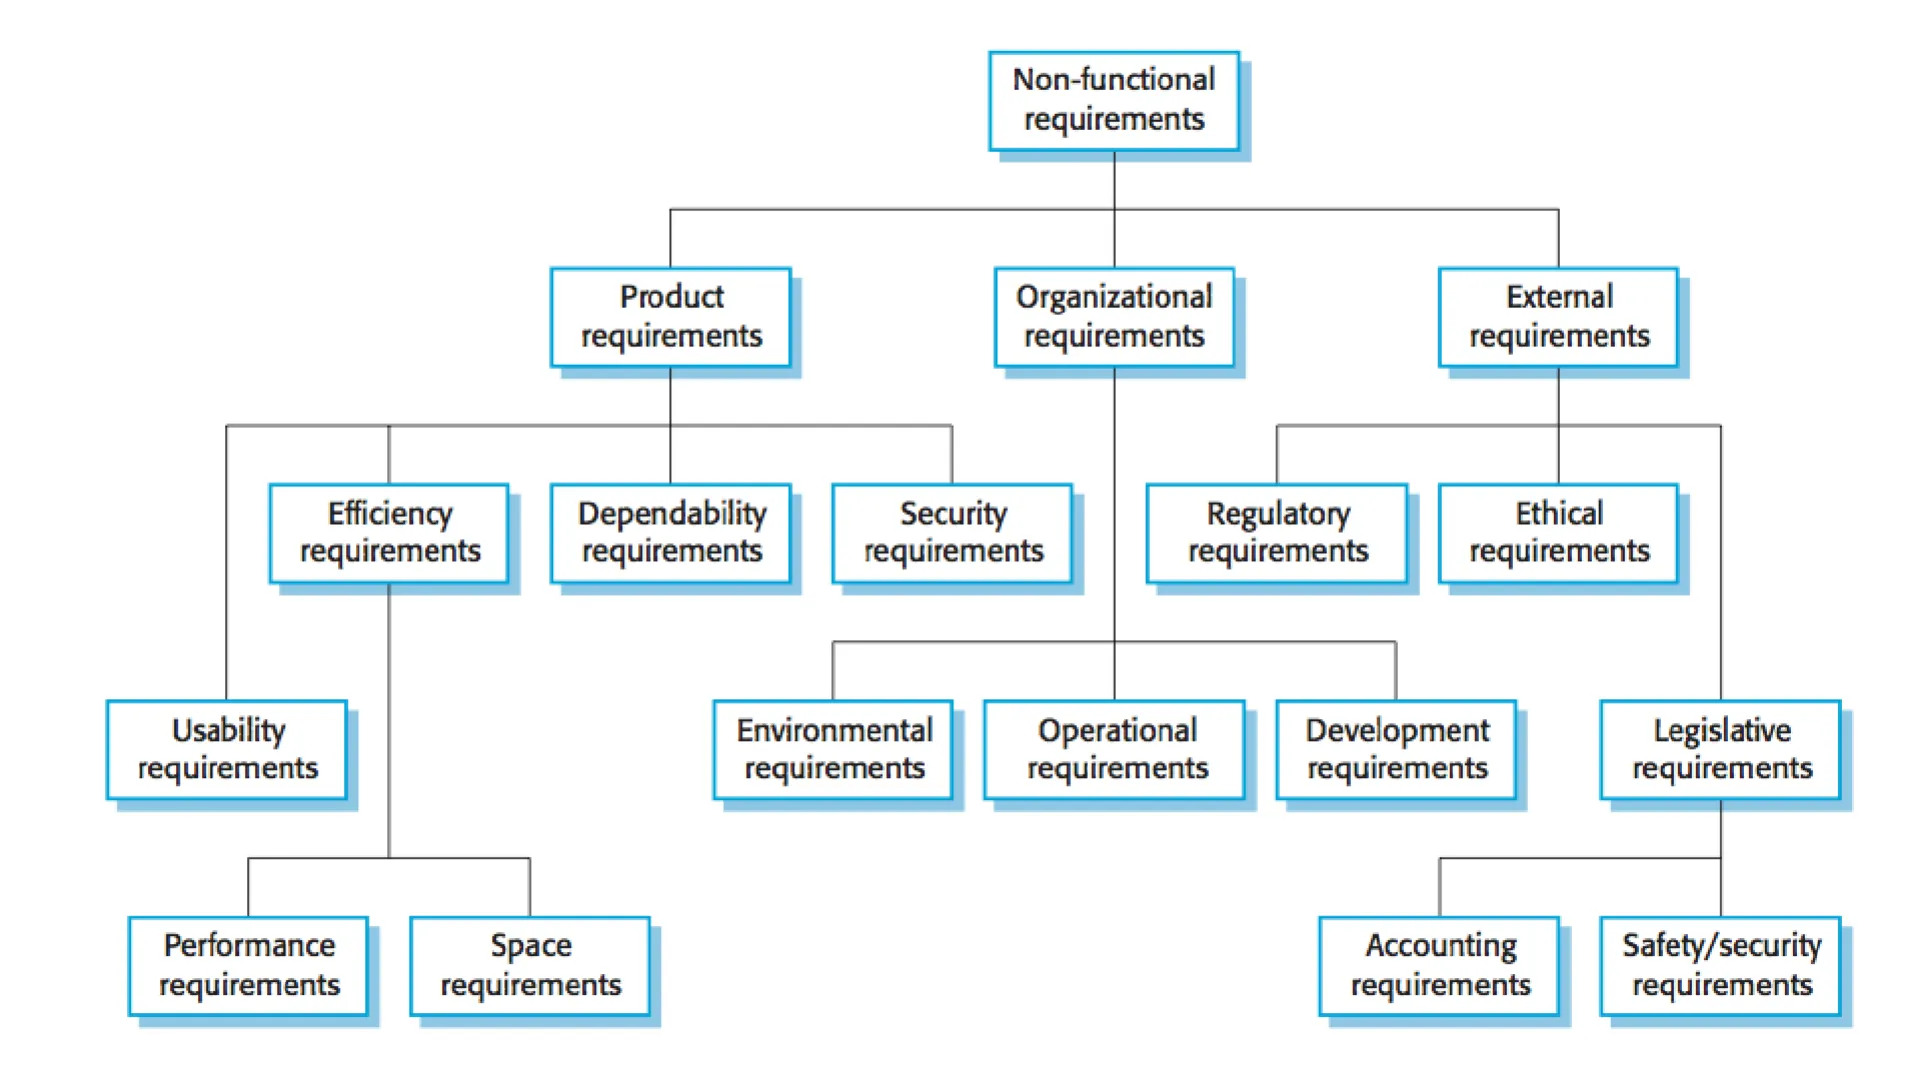 Non-functional
requirements
Product
requirements
Organizational
requirements
External
requirements
Efficiency
requirements
Dependability
requirements
Security
requirements
Regulatory
requirements
Ethical
requirements
Usability
requirements
Environmental
requirements
Operational
requirements
Development
requirements
Legislative
requirements
Performance
requirements
Space
requirements
Accounting
requirements
Safety/security
requirements